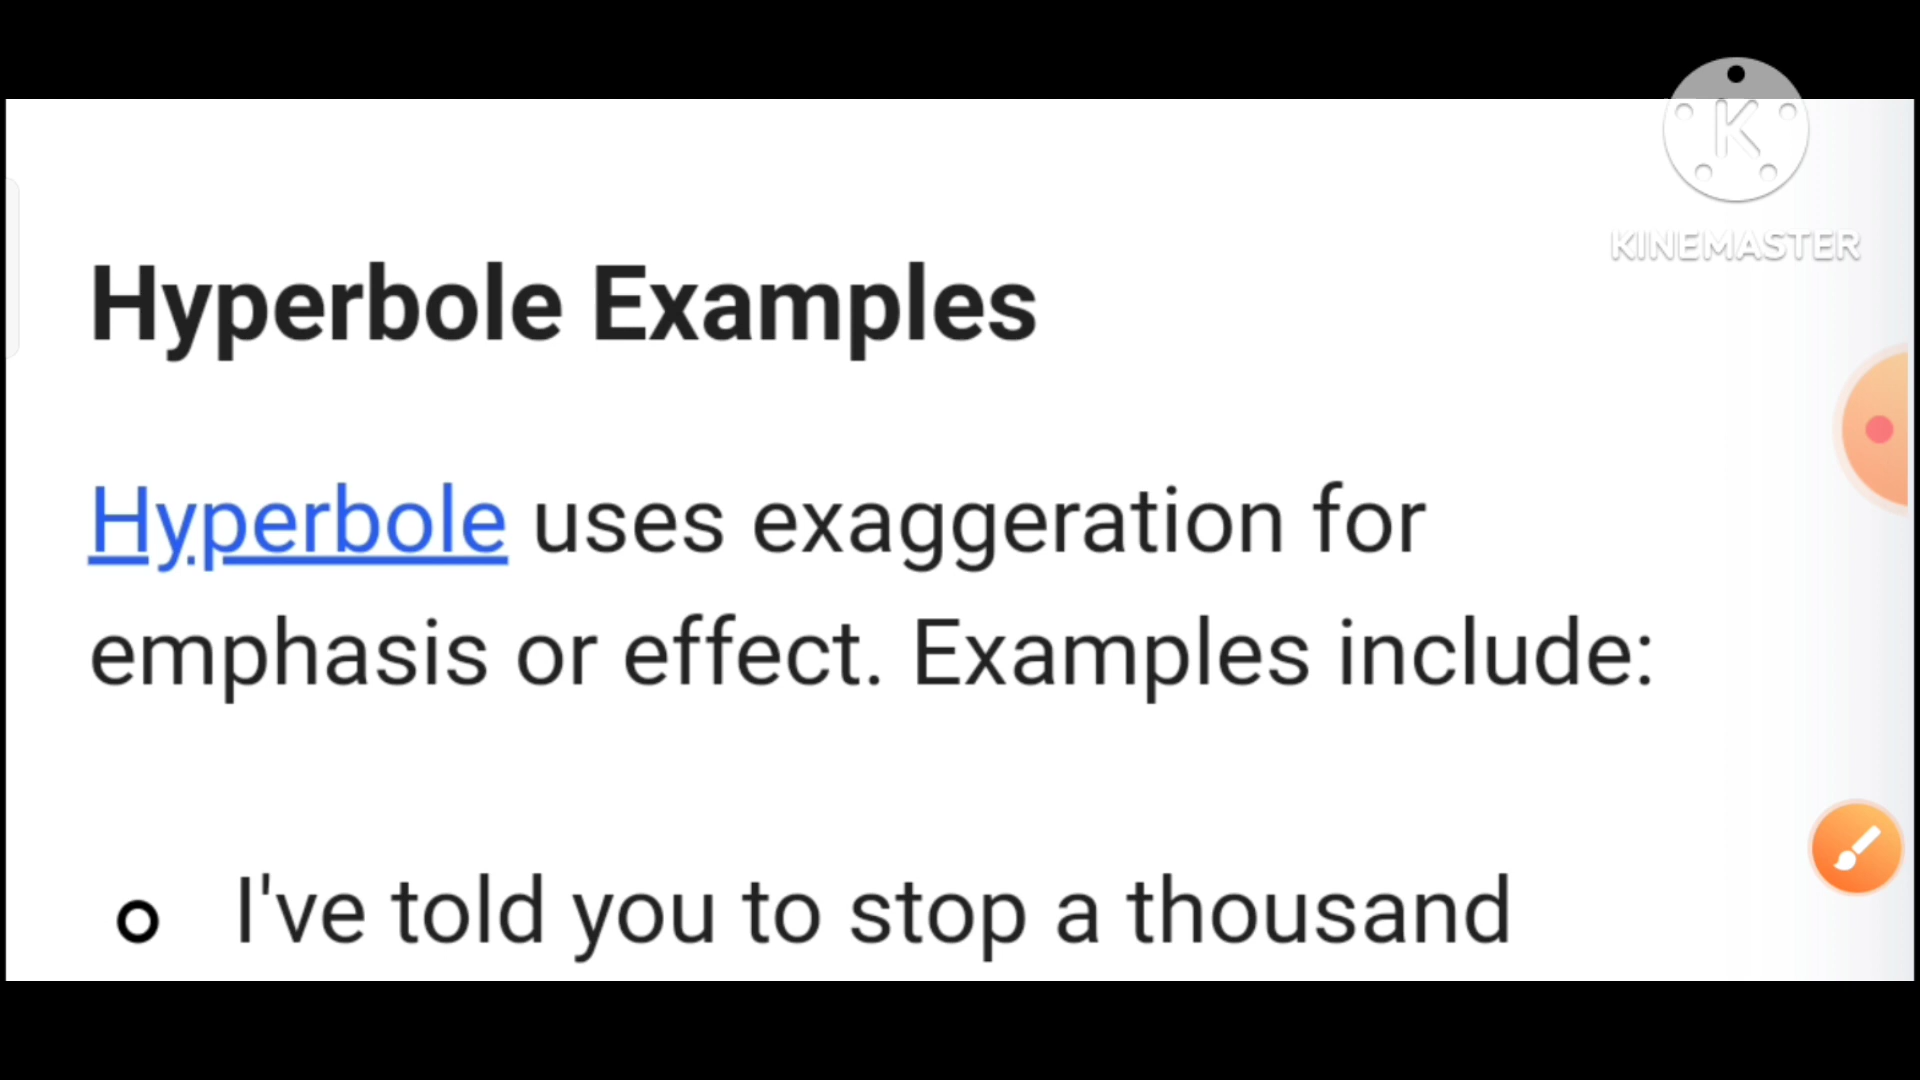 K
KINEMASTER
Hyperbole Examples
Hyperbole uses exaggeration for
emphasis or effect. Examples include:
I've told you to stop a thousand